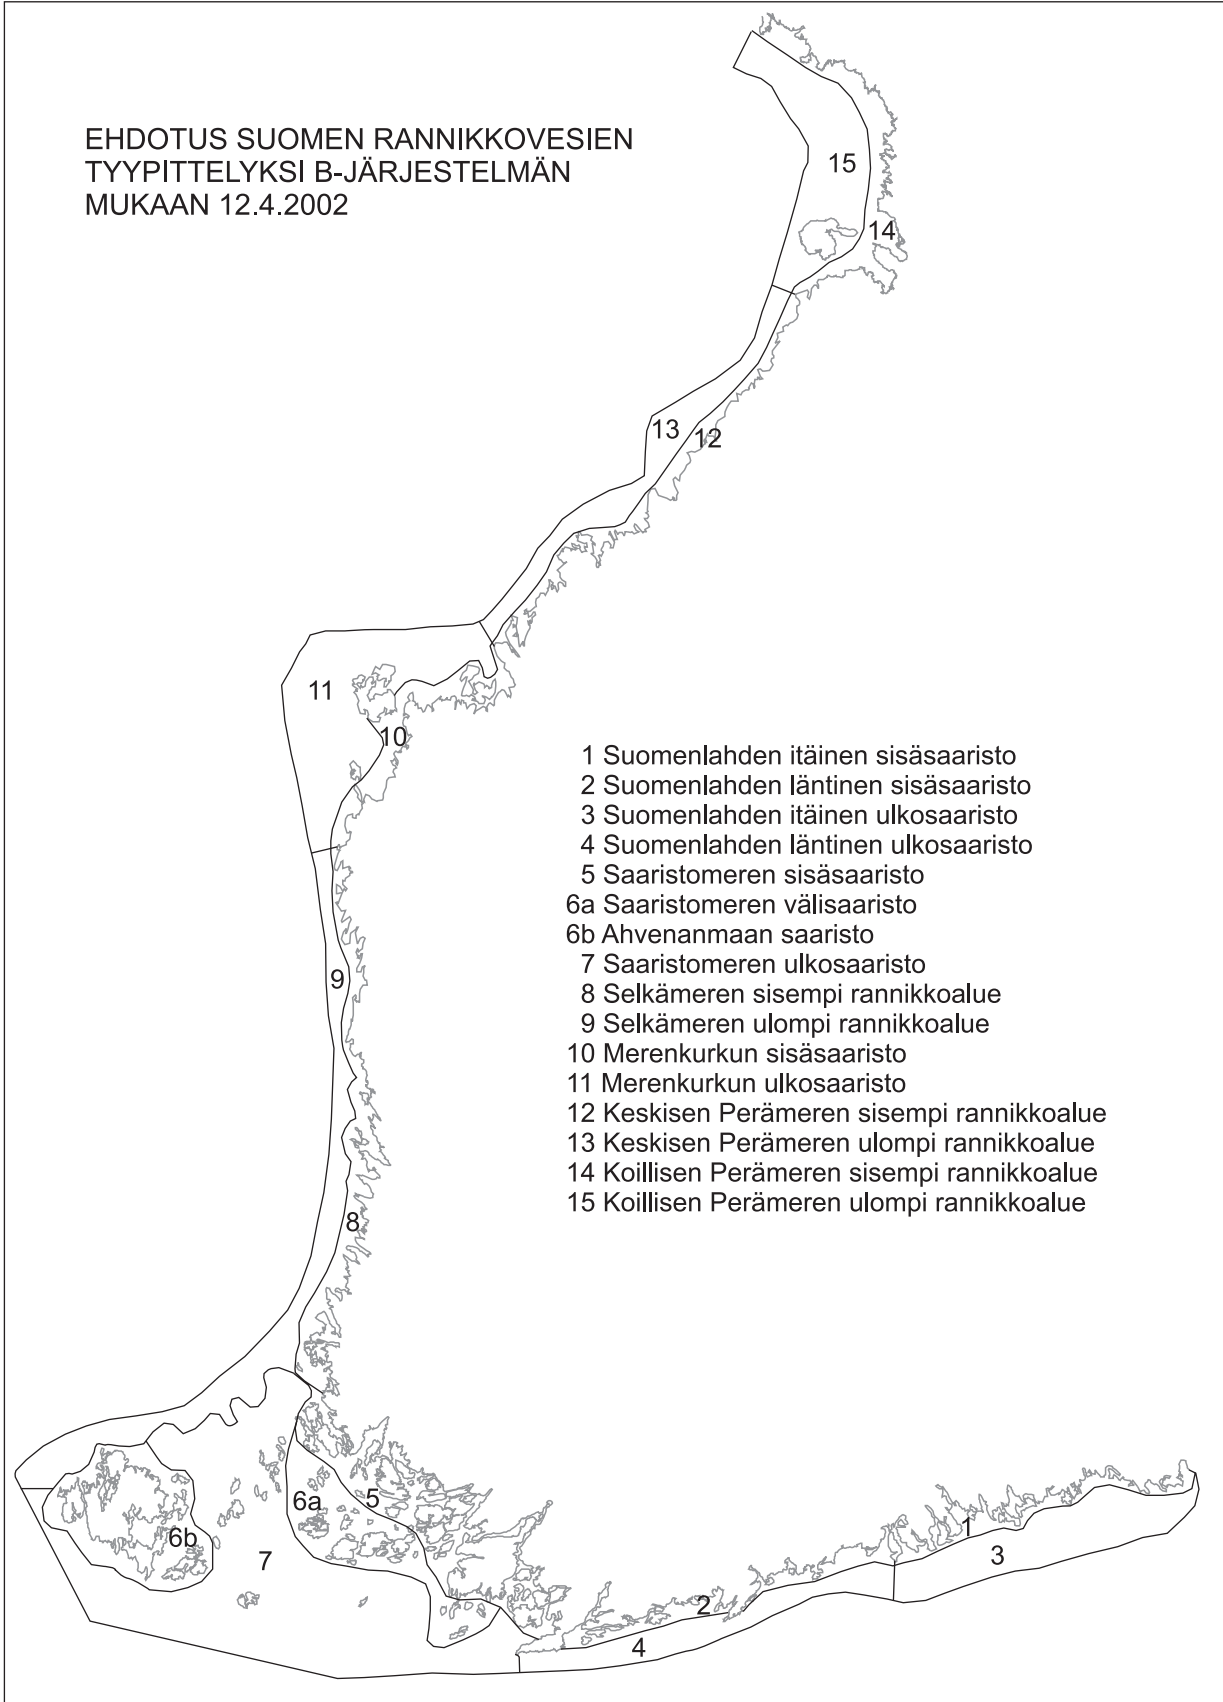 EHDOTUS SUOMEN RANNIKKOVESIEN
TYYPITTELYKSI B-JÄRJESTELMÄN
MUKAAN 12.4.2002
15
14
13
12
11
10
1 Suomenlahden itäinen sisäsaaristo
2 Suomenlahden läntinen sisäsaaristo
3 Suomenlahden itäinen ulkosaaristo
4 Suomenlahden läntinen ulkosaaristo
5 Saaristomeren sisäsaaristo
6a Saaristomeren välisaaristo
6b Ahvenanmaan saaristo
7 Saaristomeren ulkosaaristo
8 Selkämeren sisempi rannikkoalue
9 Selkämeren ulompi rannikkoalue
10 Merenkurkun sisäsaaristo
11 Merenkurkun ulkosaaristo
12 Keskisen Perämeren sisempi rannikkoalue
13 Keskisen Perämeren ulompi rannikkoalue
14 Koillisen Perämeren sisempi rannikkoalue
15 Koillisen Perämeren ulompi rannikkoalue
9
8
6a
5
6b
7
1
3
2
4